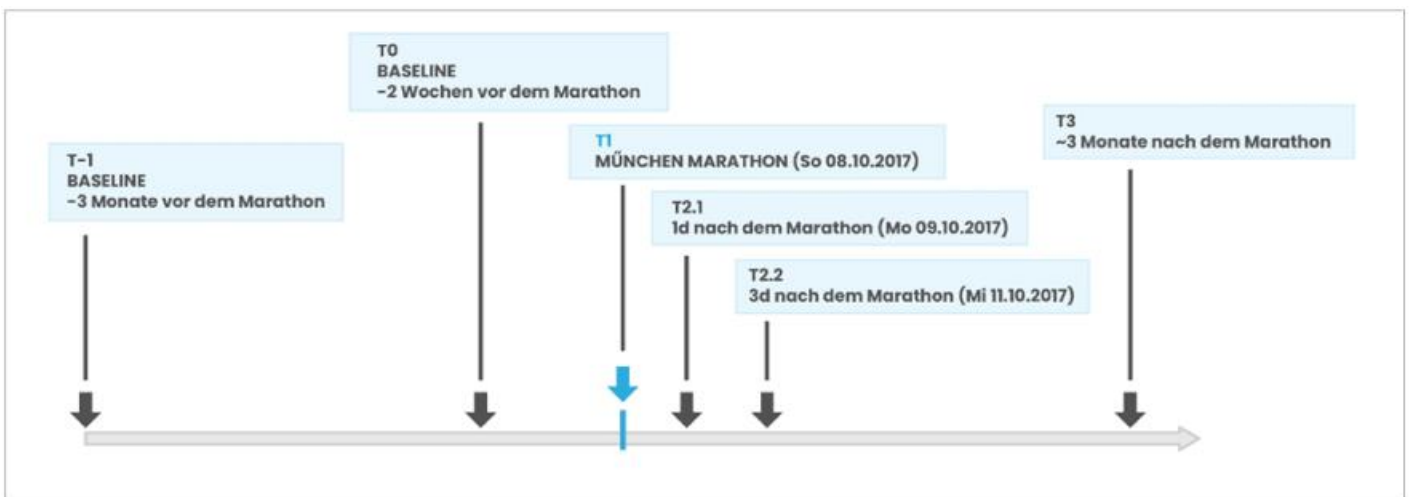 T-1
BASELINE
-3 Monate vor dem Marathon
T0
BASELINE
-2 Wochen vor dem Marathon
T1
MŰNCHEN MARATHON (So 08.10.2017)
T2.1
1d nach dem Marathon (Mo 09.10.2017)
T2.2
3d nach dem Marathon (Mi 11.10.2017)
T3
~3 Monate nach dem Marathon